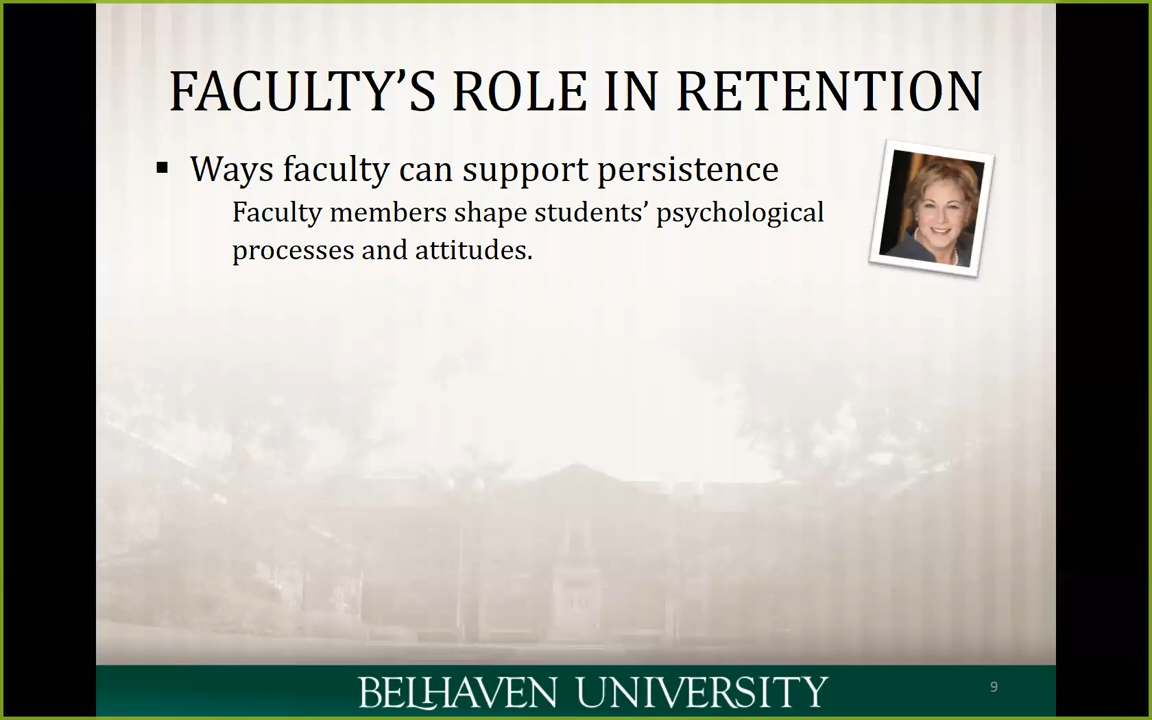 FACULTY’S ROLE IN RETENTION
▪ Ways faculty can support persistence
Faculty members shape students’ psychological
processes and attitudes.
BELHAVEN UNIVERSITY
9